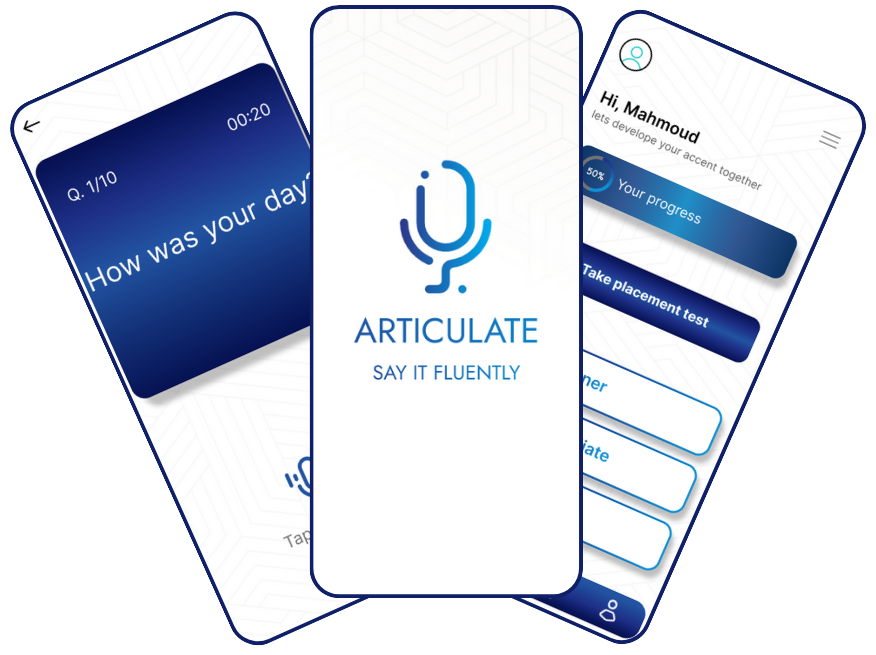 00:20
Q. 1/10
How was your day?
Tap
ARTICULATE
SAY IT FLUENTLY
Hi, Mahmoud
lets develope your accent together
50%
Your progress
Take placement test
ner
iate